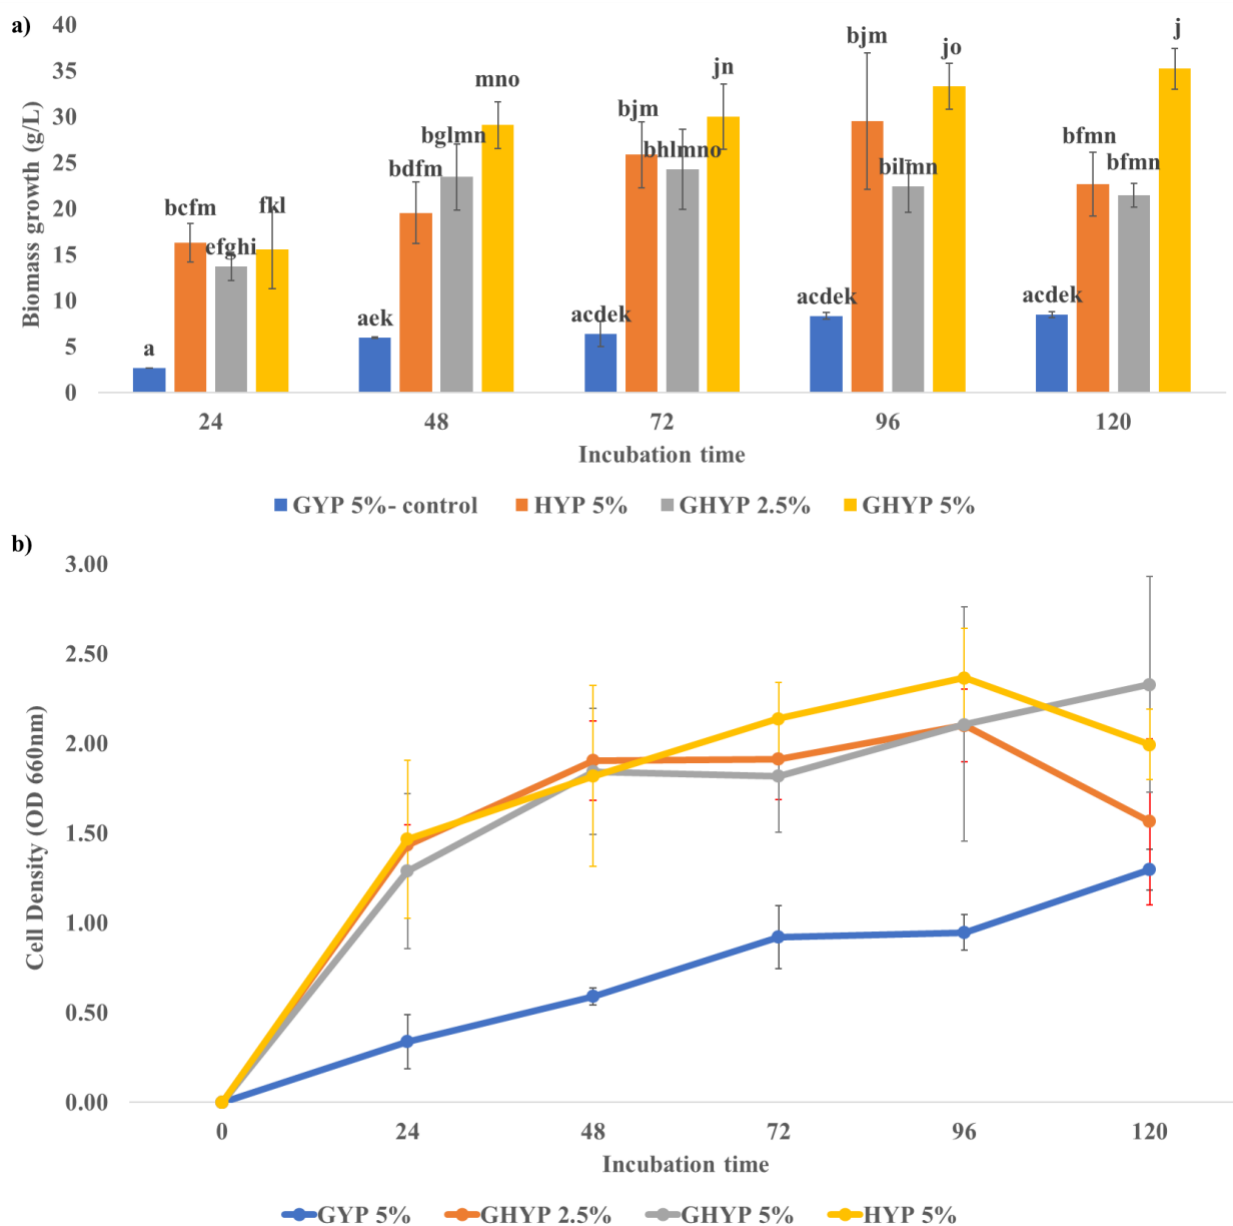 a)
40
35
30
25
20
15
10
5
0
Biomass growth (g/L)
a
bcfm
efghi
fkl
aek
bdfm
bglmn
mno
acdek
bjm
bhlmno
jn
acdek
bjm
bilmn
jo
acdek
bfmn
bfmn
j
24 48 72 96 120
Incubation time
GYP 5%- control HYP 5% GHYP 2.5% GHYP 5%
b)
3.00
2.50
2.00
1.50
1.00
0.50
0.00
Cell Density (OD 660nm)
0 24 48 72 96 120
Incubation time
GYP 5% GHYP 2.5% GHYP 5% HYP 5%